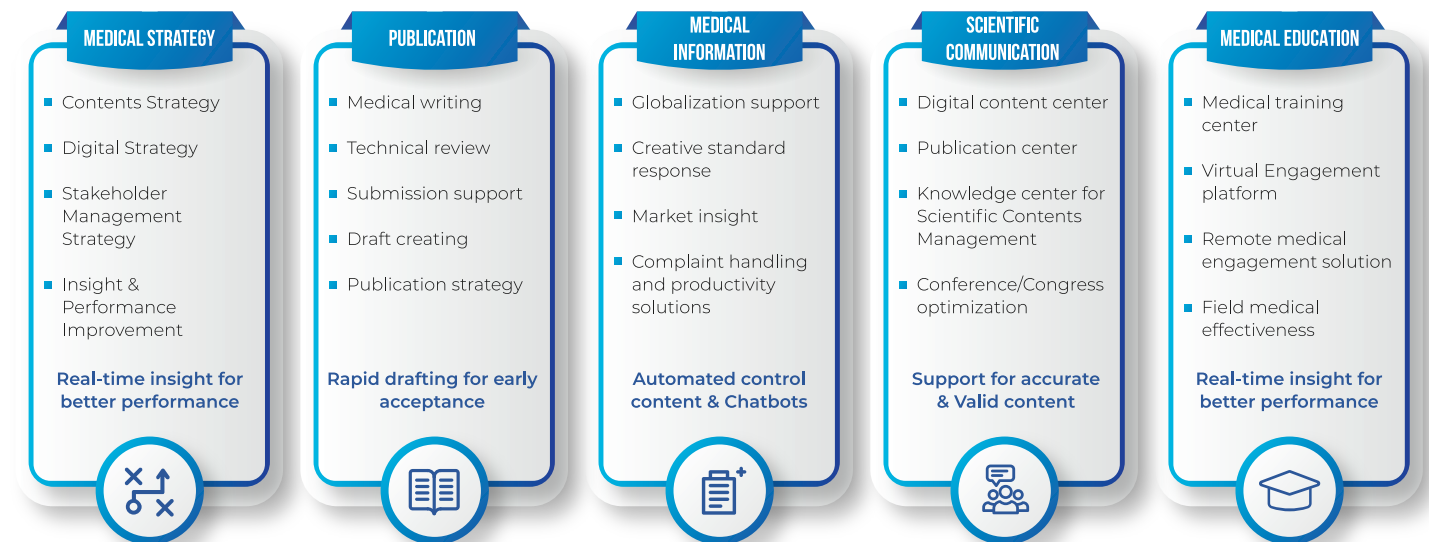 MEDICAL STRATEGY
Contents Strategy
Digital Strategy
Stakeholder
Management
Strategy
Insight &
Performance
Improvement
Real-time insight for
better performance
PUBLICATION
Medical writing
Technical review
Submission support
Draft creating
Publication strategy
Rapid drafting for early
acceptance
MEDICAL
INFORMATION
Globalization support
Creative standard
response
Market insight
Complaint handling
and productivity
solutions
Automated control
content & Chatbots
SCIENTIFIC
COMMUNICATION
Digital content center
Publication center
Knowledge center for
Scientific Contents
Management
Conference/Congress
optimization
Support for accurate
& Valid content
MEDICAL EDUCATION
Medical training
center
Virtual Engagement
platform
Remote medical
engagement solution
Field medical
effectiveness
Real-time insight for
better performance